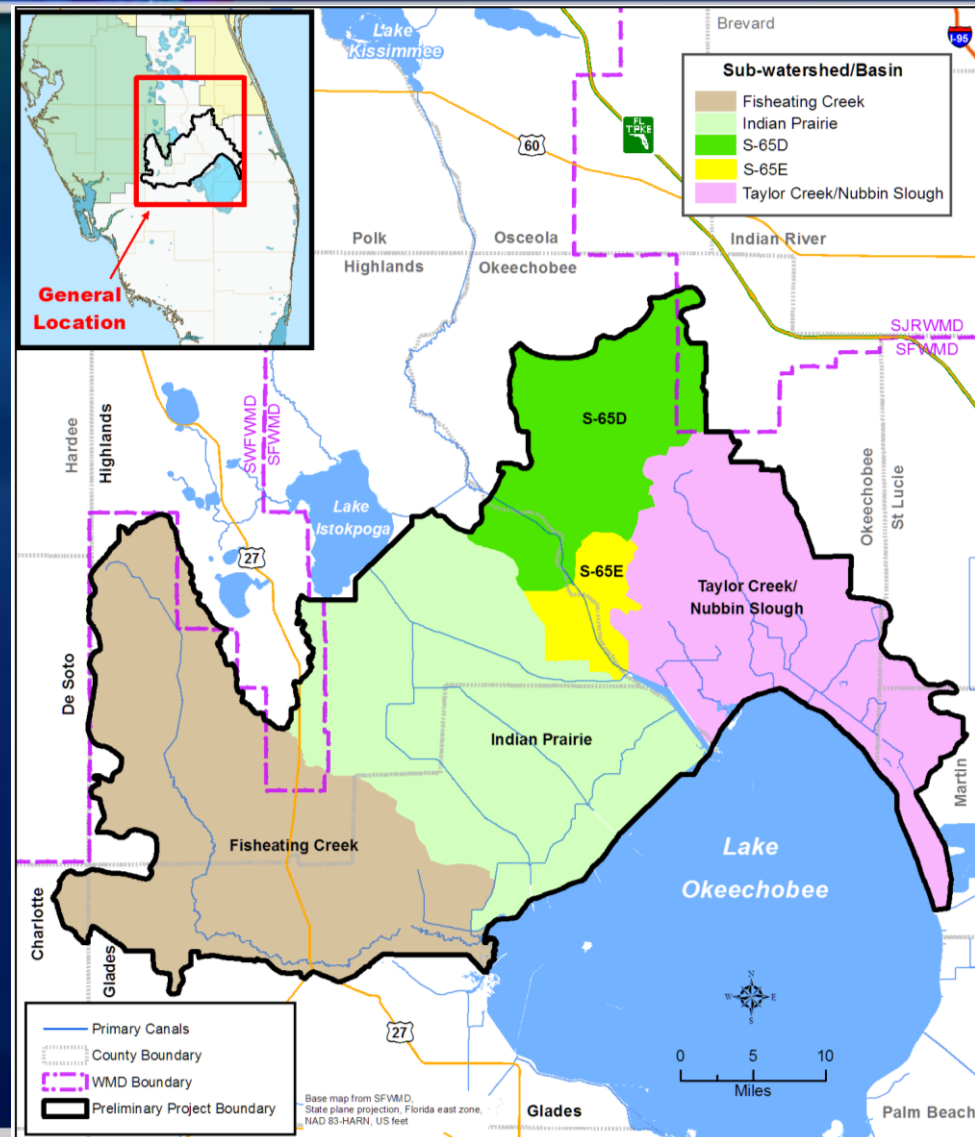 General
Location
Lake
Kissimmee
Brevard
I-95
60
FL
TPKE
Sub-watershed/Basin
Fisheating Creek
Indian Prairie
S-65D
S-65E
Taylor Creek/Nubbin Slough
Polk
Osceola
Indian River
Highlands
Okeechobee
SJRWMD
SFWMD
Hardee
Highlands
SWFWMD
SFWMD
S-65D
Okeechobee
St Lucie
Lake
Istokpoga
27
S-65E
Taylor Creek/
Nubbin Slough
De Soto
Indian Prairie
Martin
Fisheating Creek
Lake
Okeechobee
Charlotte
Glades
N
W
E
S
Primary Canals
County Boundary
WMD Boundary
Preliminary Project Boundary
27
0
5
10
Miles
Base map from SFWMD,
State plane projection, Florida east zone,
NAD 83-HARN, US feet
Glades
Palm Beach